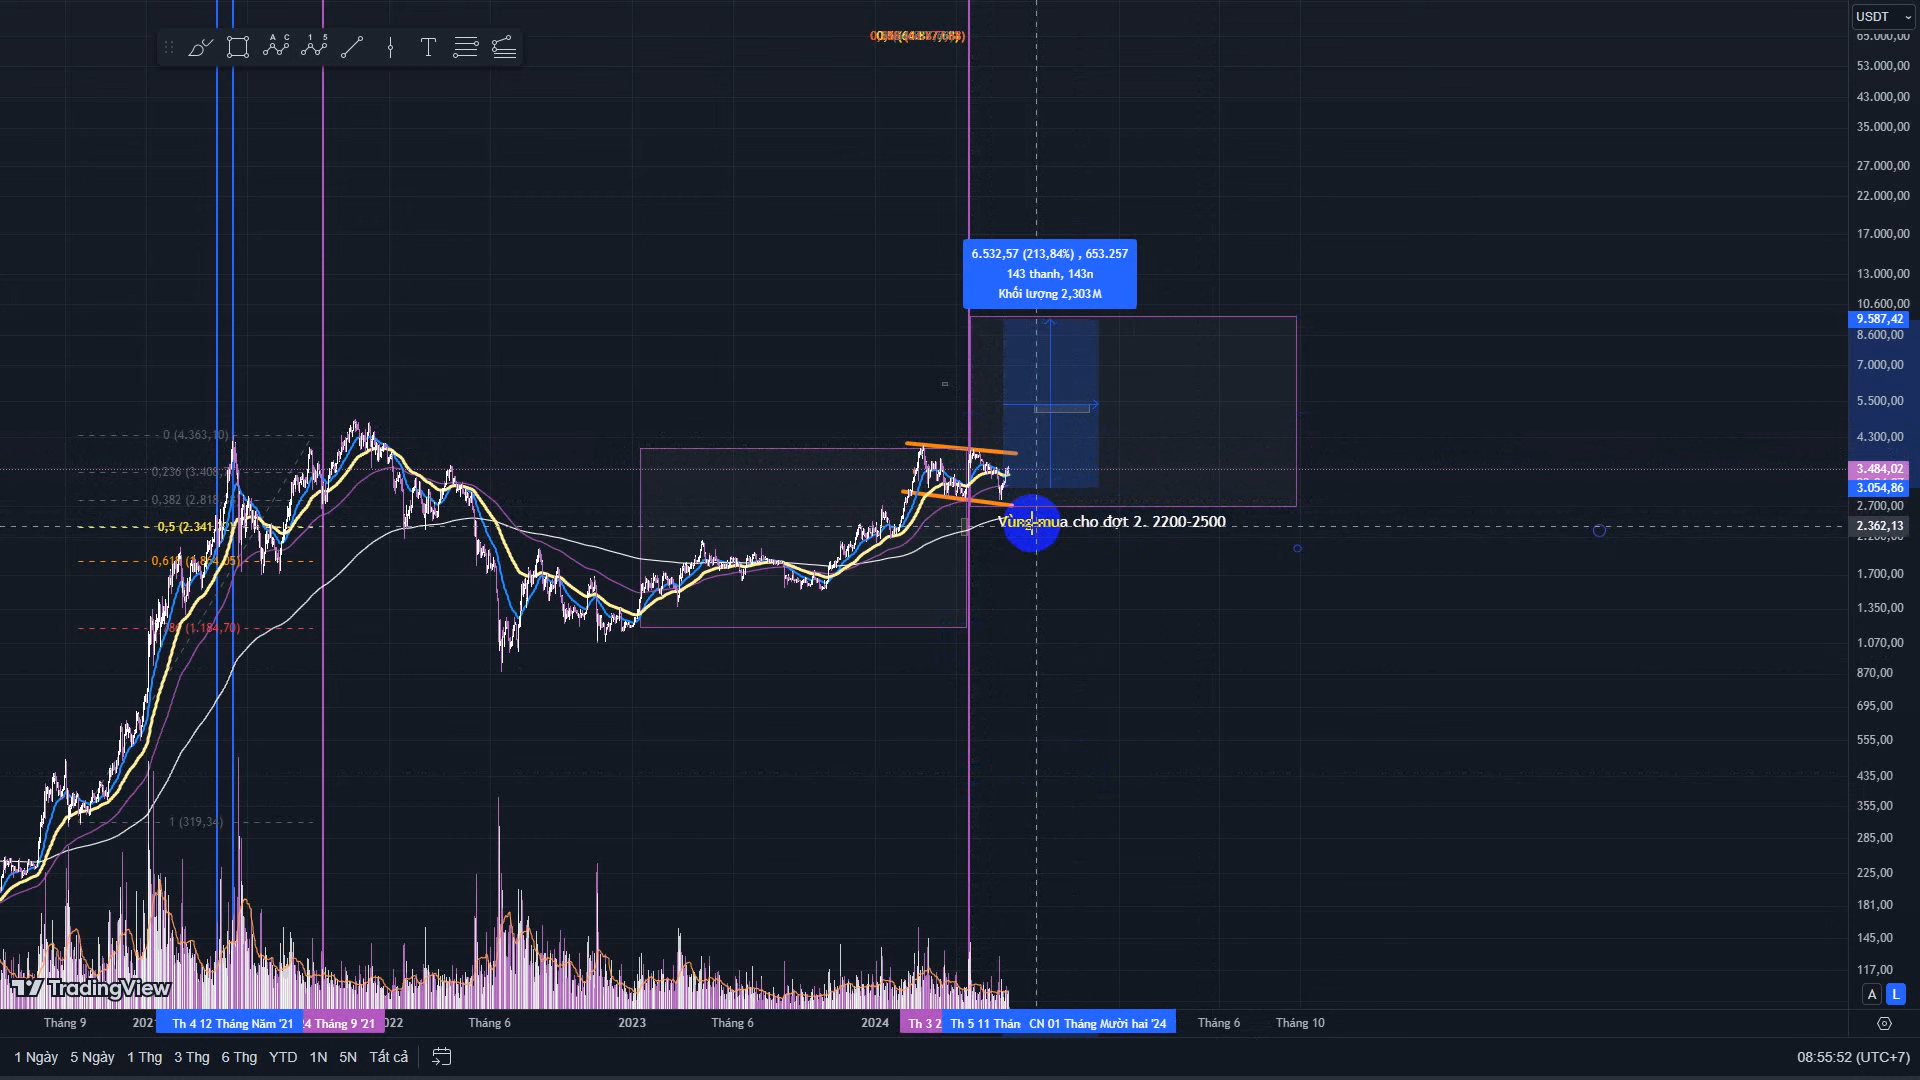 USDT
A C
1 5
T
65.000,00
53.000,00
43.000,00
35.000,00
27.000,00
22.000,00
17.000,00
13.000,00
10.600,00
9.587,42
8.600,00
7.000,00
5.500,00
4.300,00
3.484,02
3.054,86
2.700,00
2.362,13
1.700,00
1.350,00
1.070,00
870,00
695,00
555,00
435,00
355,00
285,00
225,00
181,00
145,00
117,00
6.532,57 (213,84%) , 653.257
143 thanh, 143n
Khối lượng 2,303M
0 (4.363,10)
0,236
0,382 (2.818,
0,5 (2.341,
1 (319,34)
Vùng mua cho đợt 2. 2200-2500
TradingView
A L
Tháng 9
Th 4 12 Tháng Năm '21
Tháng 9 '21
Tháng 6
2023
Tháng 6
2024
Th 5 11
CN 01 Tháng Mười hai '24
Tháng 6
Tháng 10
1 Ngày 5 Ngày 1 Thg 3 Thg 6 Thg YTD 1N 5N Tất cả
08:55:52 (UTC+7)